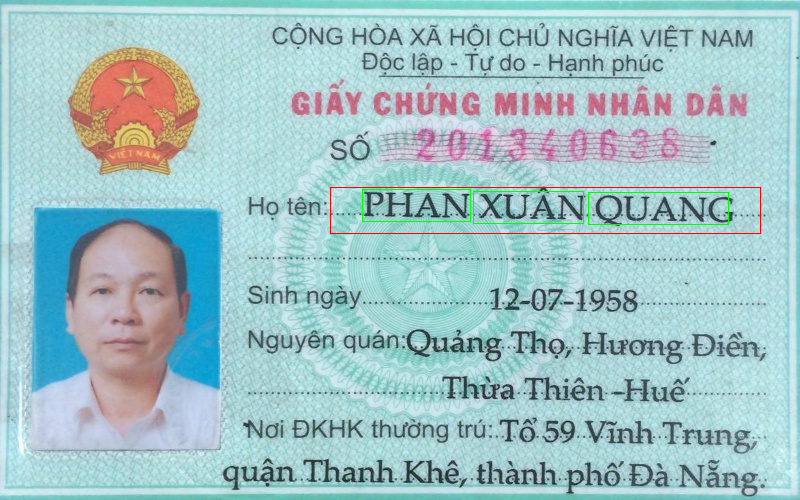 CỘNG HÒA XÃ HỘI CHỦ NGHĨA VIỆT NAM
Độc lập - Tự do - Hạnh phúc
GIẤY CHỨNG MINH NHÂN DÂN
SỐ 201340638
VIỆT NAM
Họ tên: PHAN XUÂN QUANG
Sinh ngày 12-07-1958
Nguyên quán: Quảng Thọ, Hương Điền,
Thừa Thiên -Huế
Nơi ĐKHK thường trú: Tổ 59 Vĩnh Trung,
quận Thanh Khê, thành phố Đà Nẵng.